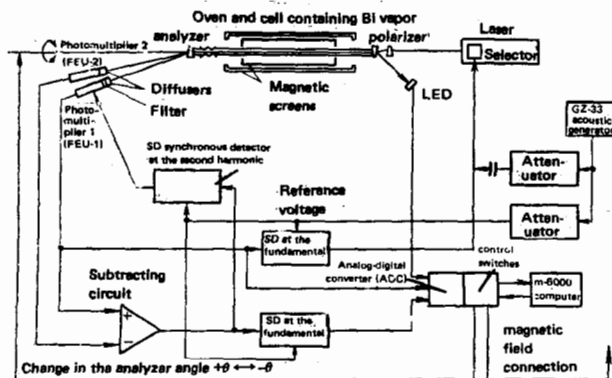 Oven and cell containing Bi vapor
analyzer
polarizer
Laser
Selector
Photomultiplier 2
(FEU-2)
Diffusers
Filter
Magnetic
screens
LED
Photo-
multi-
plier 1
(FEU-1)
GZ-33
acoustic
generator
SD synchronous detector
at the second harmonic
Atten-
uator
Reference
voltage
Atten-
uator
SD at the
fundamental
control
switches
Analog-digital
converter (ADC)
Subtracting
circuit
+
−
SD at the
fundamental
m-6000
computer
magnetic
field
connection
Change in tha analyzer angle +θ ⟷ −θ